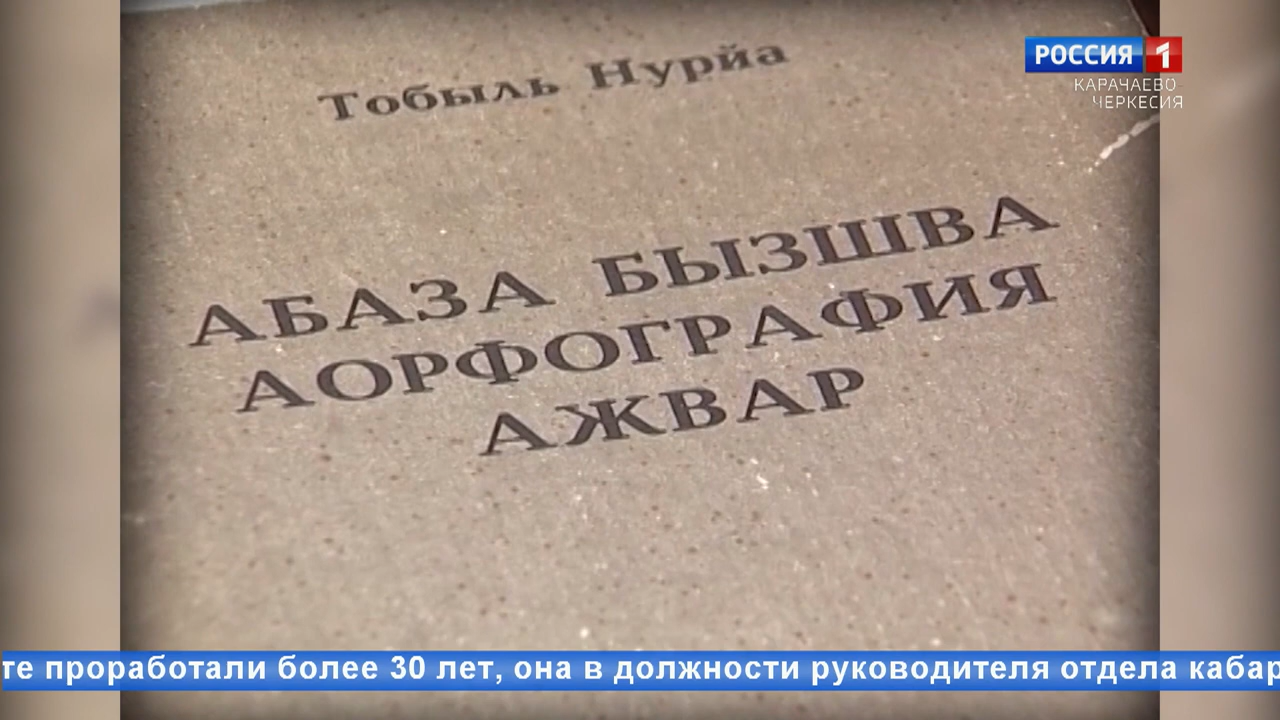 Тобыль Нурйа
РОССИЯ 1
КАРАЧАЕВО-
ЧЕРКЕСИЯ
АБАЗА БЫЗШВА
АОРФОГРАФИЯ
АЖВАР
те проработали более 30 лет, она в должности руководителя отдела кабар